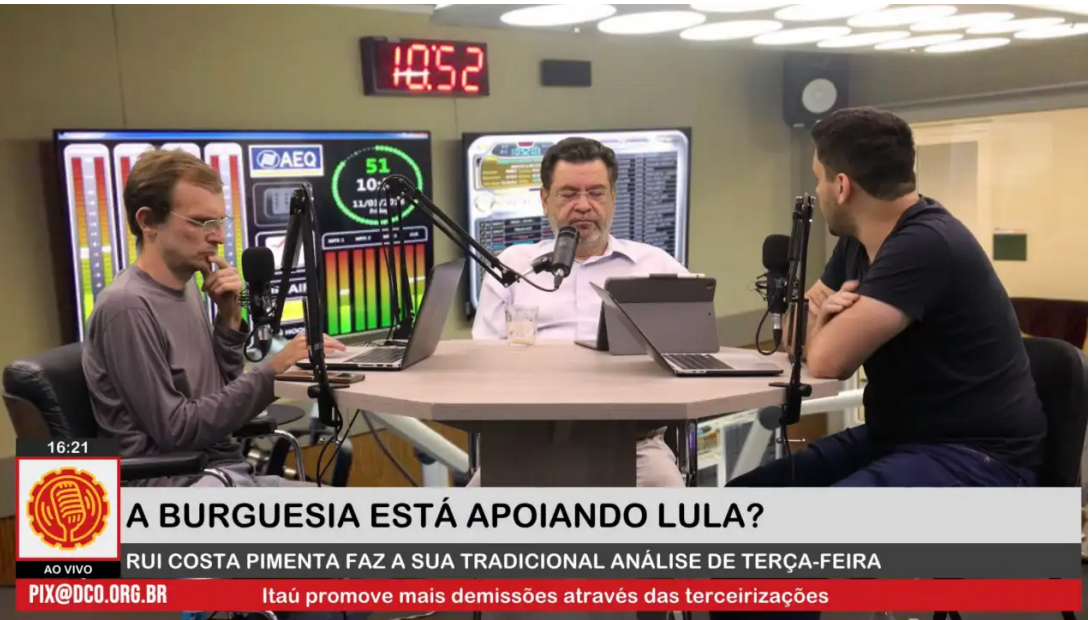 10:52
AEQ
51
16:21
A BURGUESIA ESTÁ APOIANDO LULA?
RUI COSTA PIMENTA FAZ A SUA TRADICIONAL ANÁLISE DE TERÇA-FEIRA
AO VIVO
PIX@DCO.ORG.BR
Itaú promove mais demissões através das terceirizações